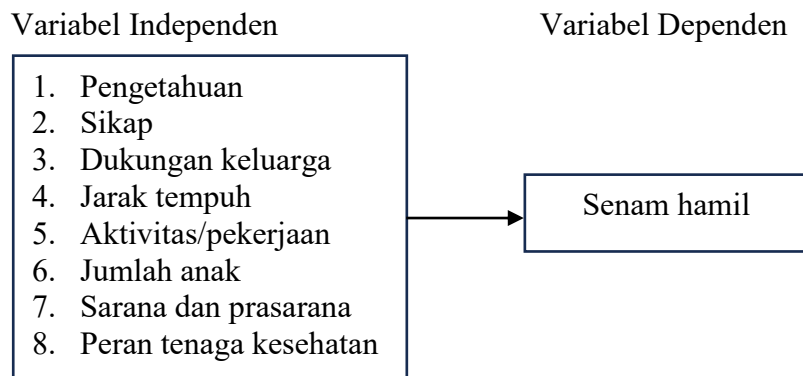 Variabel Independen
Variabel Dependen
1. Pengetahuan
2. Sikap
3. Dukungan keluarga
4. Jarak tempuh
5. Aktivitas/pekerjaan
6. Jumlah anak
7. Sarana dan prasarana
8. Peran tenaga kesehatan
Senam hamil